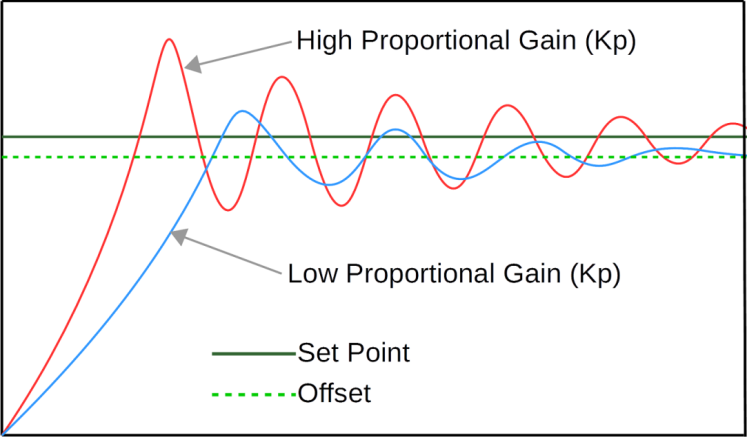 High Proportional Gain (Kp)
Low Proportional Gain (Kp)
Set Point
Offset